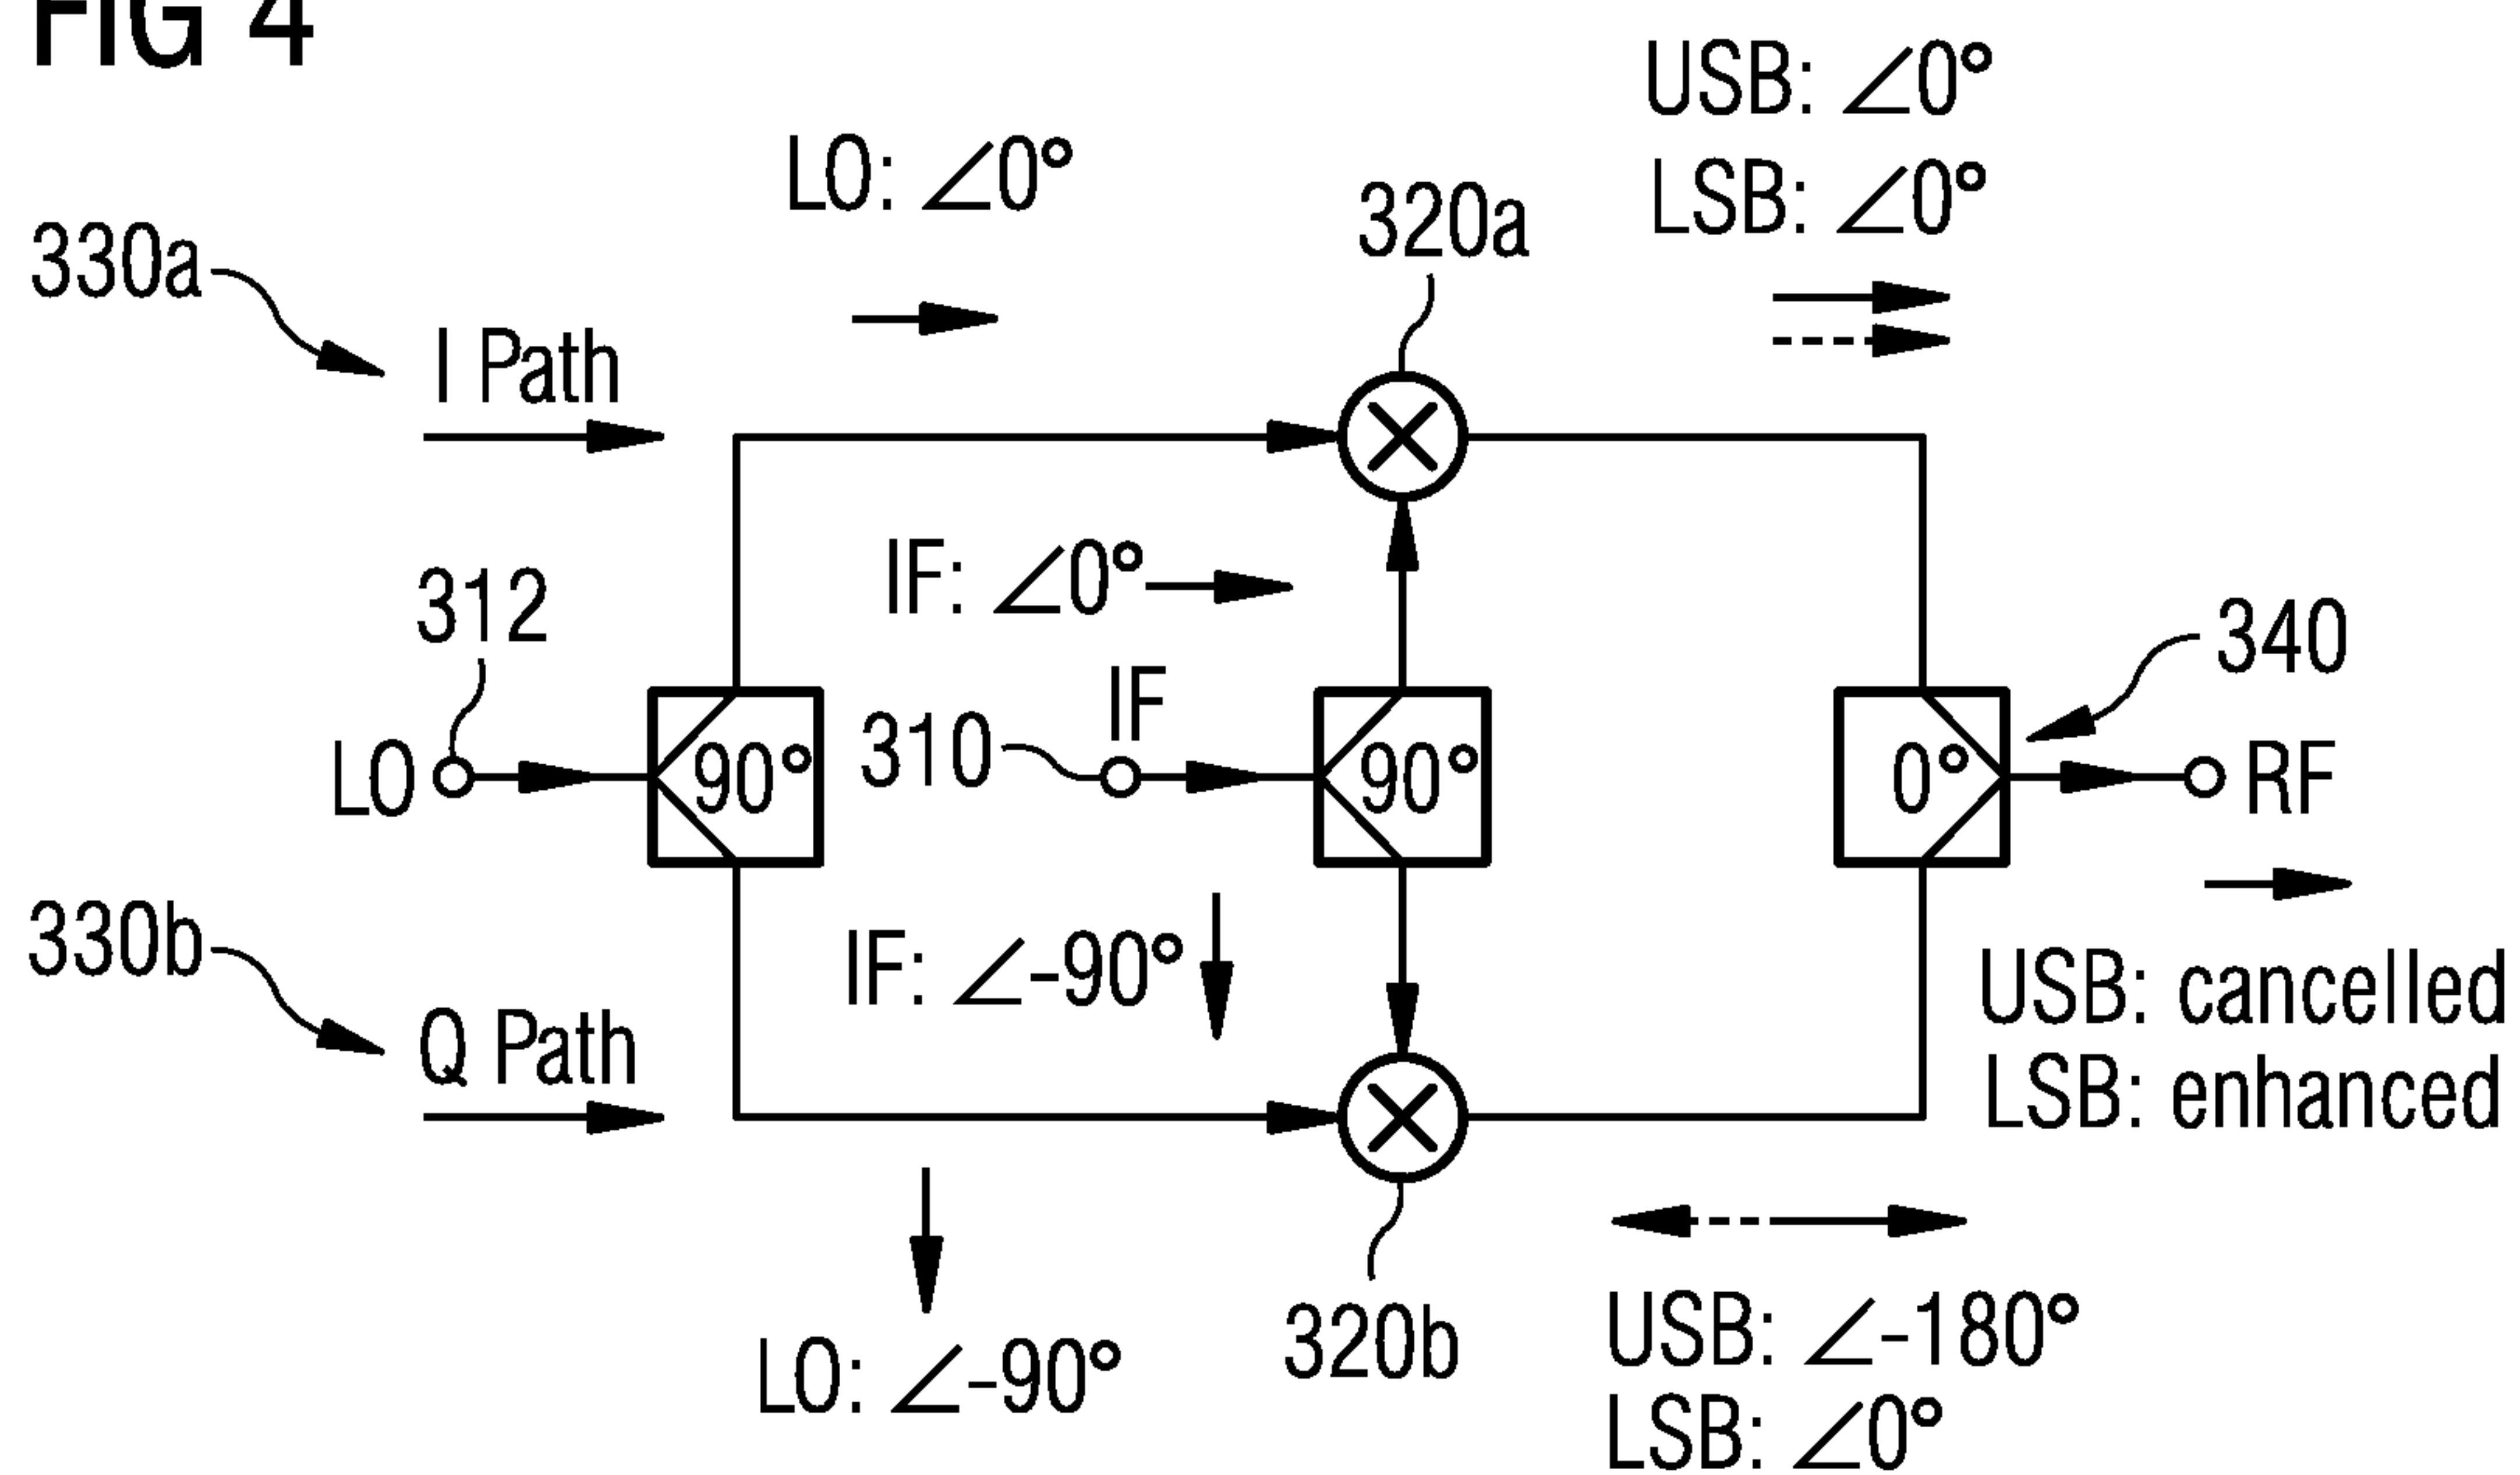 FIG 4
USB: ∠0°
LSB: ∠0°
LO: ∠0°
320a
330a
I Path
IF: ∠0°
312
340
IF
310
LO
90°
90°
0°
RF
330b
IF: ∠-90°
USB: cancelled
LSB: enhanced
Q Path
320b
USB: ∠-180°
LSB: ∠0°
LO: ∠-90°